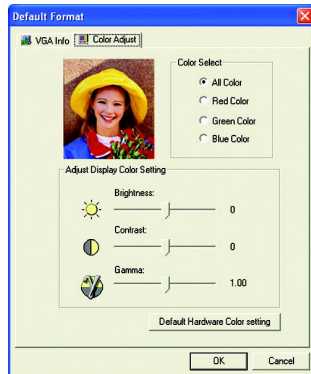 Default Format
VGA Info
Color Adjust
Color Select
All Color
Red Color
Green Color
Blue Color
Adjust Display Color Setting
Brightness:
0
Contrast:
0
Gamma:
1.00
Default Hardware Color setting
OK
Cancel